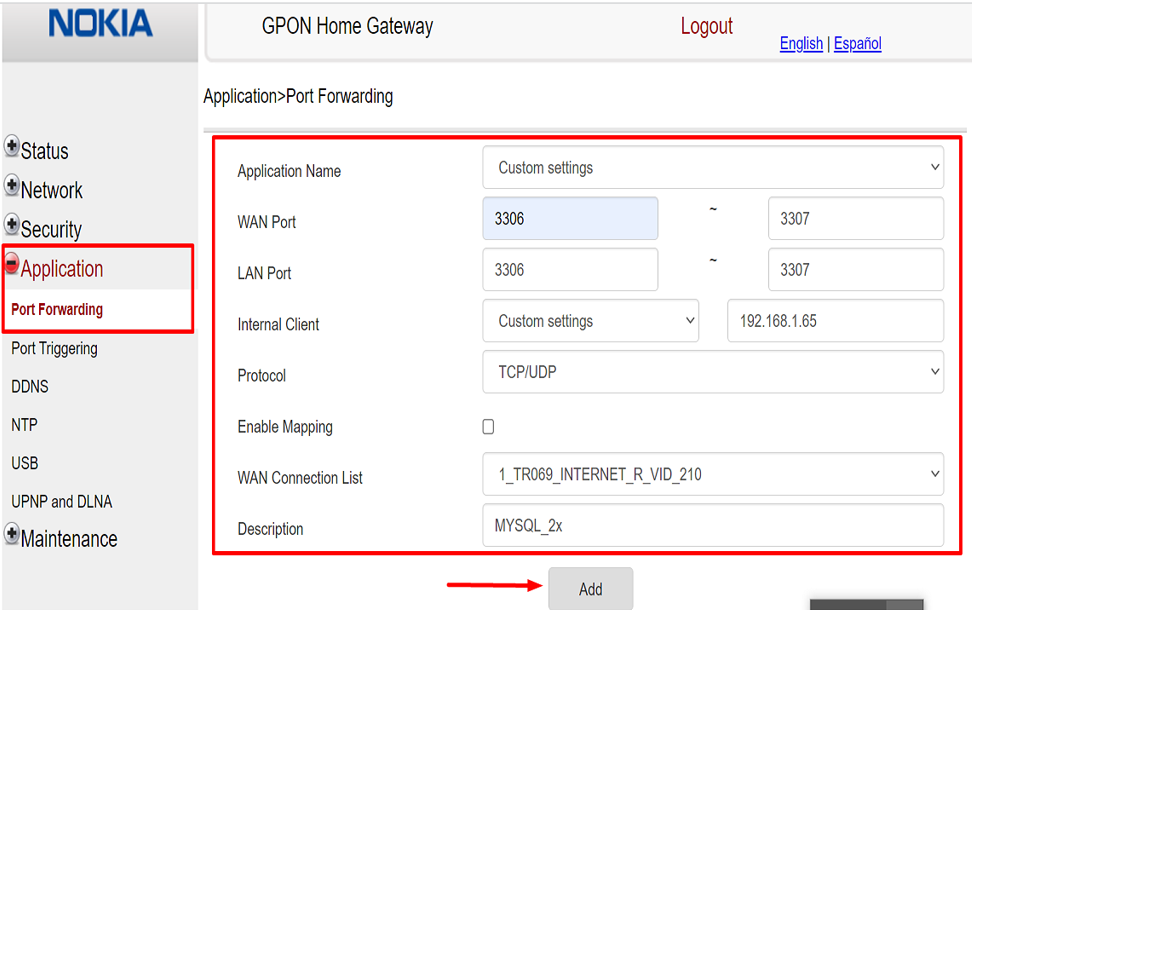 NOKIA
GPON Home Gateway
Logout
English | Español
Application>Port Forwarding
Status
Network
Security
Application
Port Forwarding
Port Triggering
DDNS
NTP
USB
UPNP and DLNA
Maintenance
Application Name Custom settings
WAN Port 3306 ~ 3307
LAN Port 3306 ~ 3307
Internal Client Custom settings 192.168.1.65
Protocol TCP/UDP
Enable Mapping
WAN Connection List 1_TR069_INTERNET_R_VID_210
Description MYSQL_2x
Add